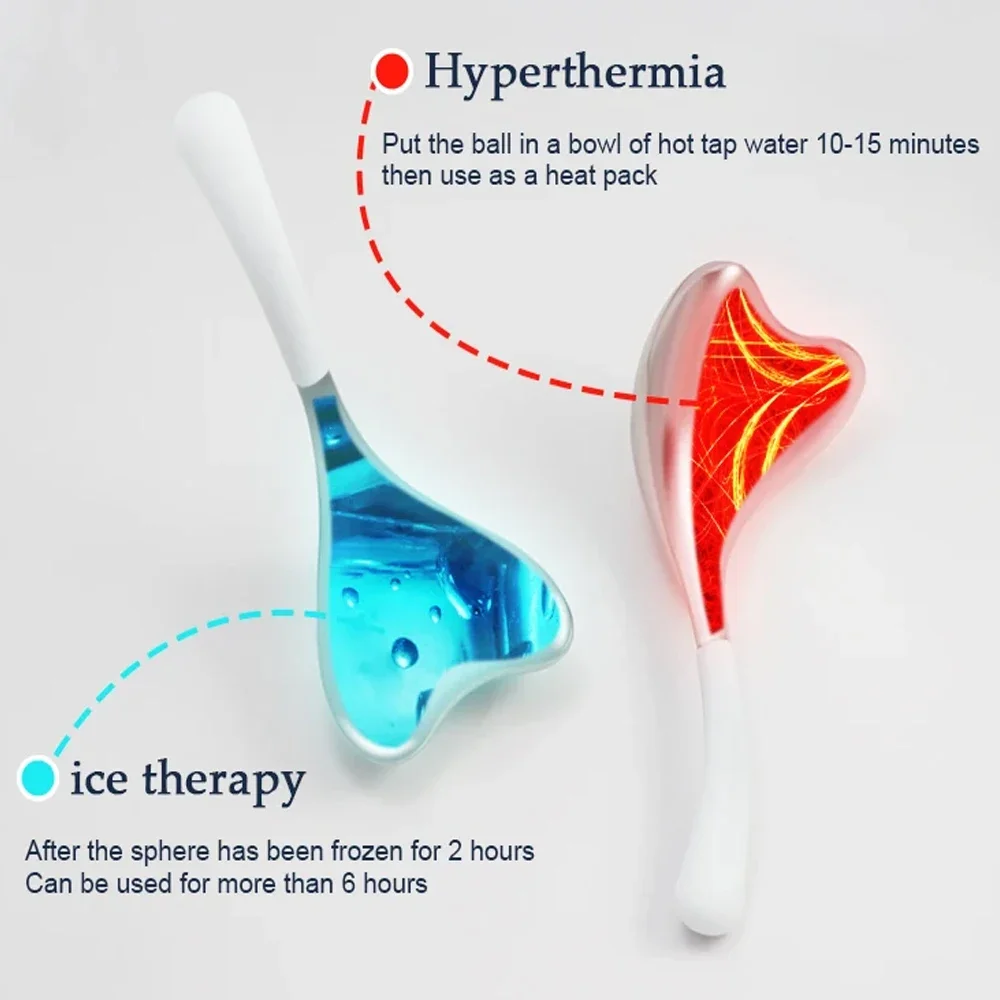 Hyperthermia
Put the ball in a bowl of hot tap water 10-15 minutes
then use as a heat pack
ice therapy
After the sphere has been frozen for 2 hours
Can be used for more than 6 hours